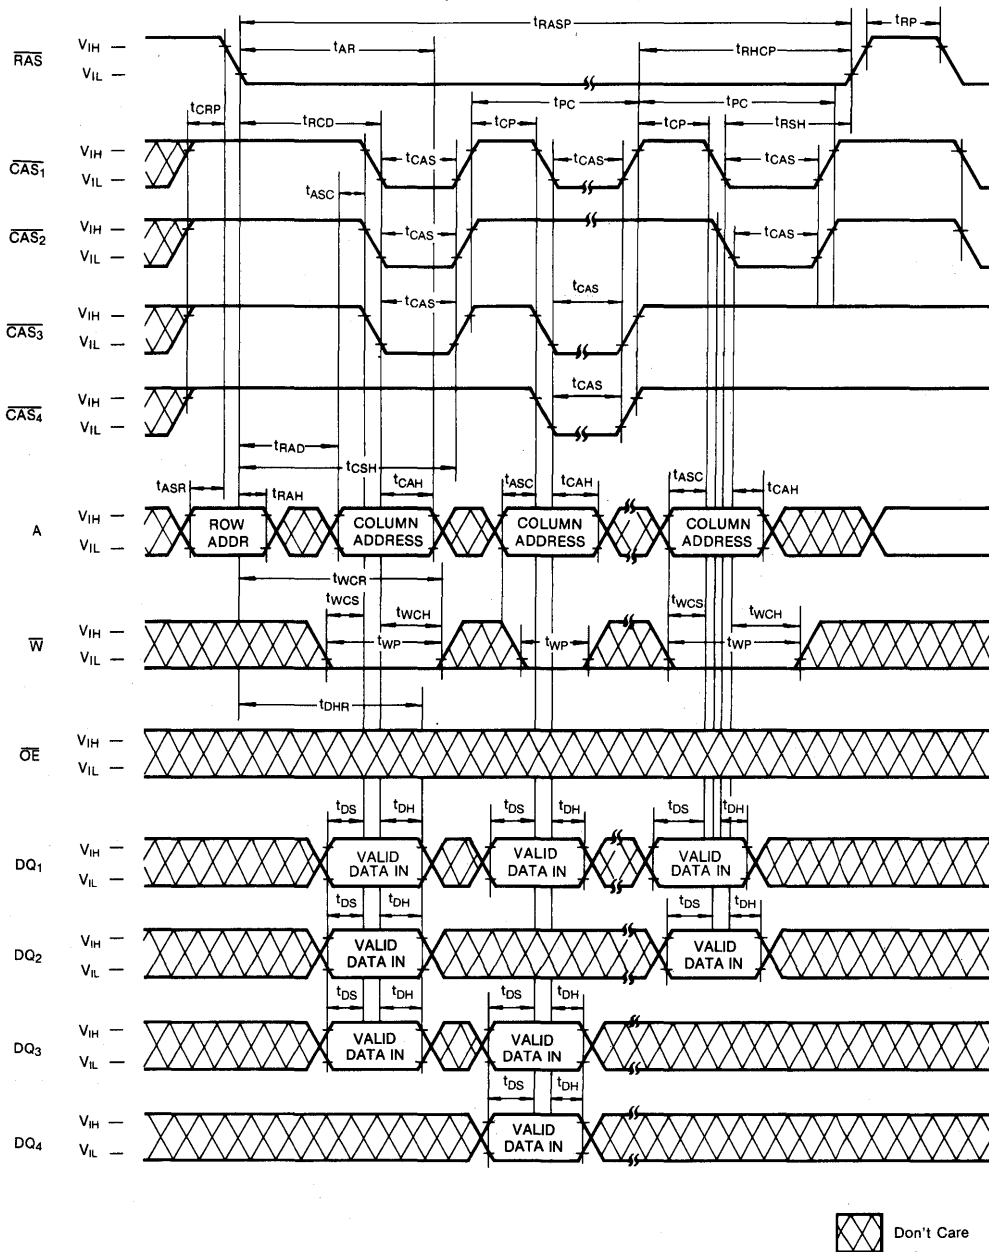 tRASP
tRP
tAR
tRHCP
RAS
VIH
VIL
tCRP
tRCD
tPC
tPC
tCP
tCP
tRSH
CAS1
VIH
VIL
tCAS
tCAS
tCAS
tASC
CAS2
VIH
VIL
tCAS
tCAS
CAS3
VIH
VIL
tCAS
tCAS
CAS4
VIH
VIL
tCAS
tRAD
tCSH
tASR
tRAH
tCAH
tASC
tCAH
tASC
tCAH
A
VIH
VIL
ROW
ADDR
COLUMN
ADDRESS
COLUMN
ADDRESS
COLUMN
ADDRESS
tWCR
tWCS
tWCH
tWCS
tWCH
W
VIH
VIL
tWP
tWP
tWP
tDHR
OE
VIH
VIL
tDS
tDH
tDS
tDH
tDS
tDH
DQ1
VIH
VIL
VALID
DATA IN
VALID
DATA IN
VALID
DATA IN
tDS
tDH
tDS
tDH
DQ2
VIH
VIL
VALID
DATA IN
VALID
DATA IN
tDS
tDH
tDS
tDH
DQ3
VIH
VIL
VALID
DATA IN
VALID
DATA IN
tDS
tDH
DQ4
VIH
VIL
VALID
DATA IN
Don't Care